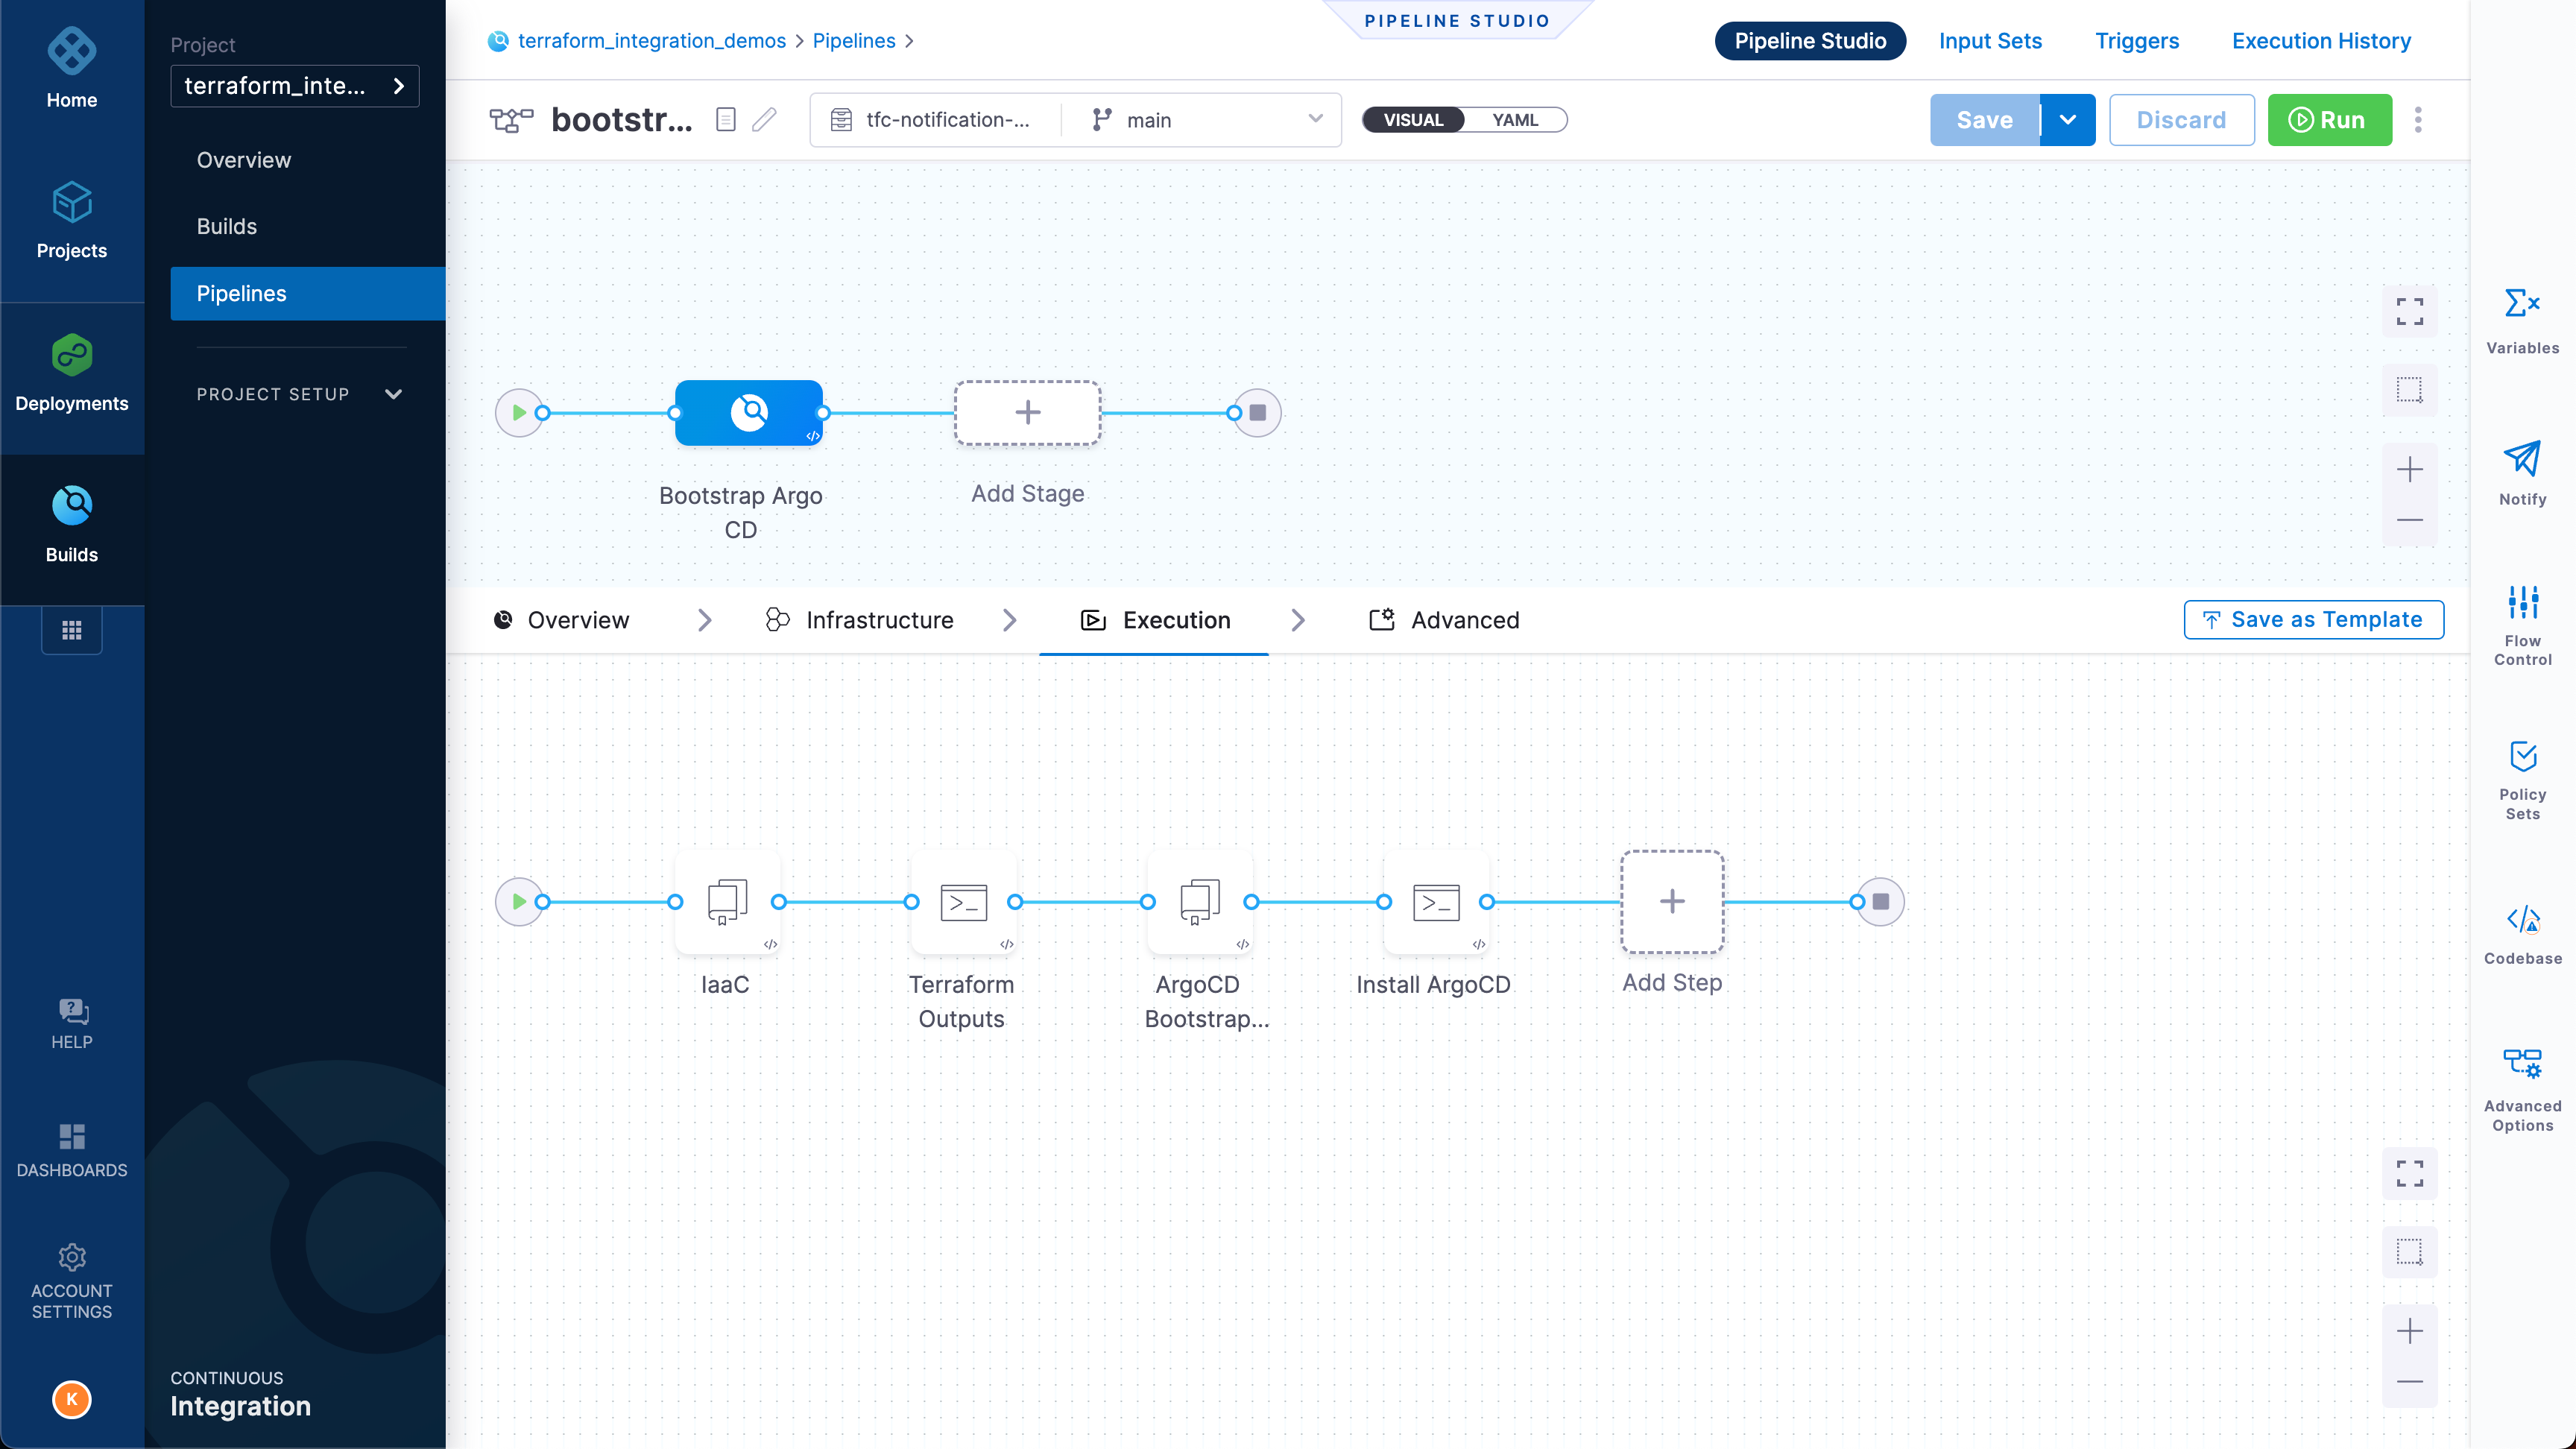 Home
Projects
Deployments
Builds
HELP
DASHBOARDS
ACCOUNT
SETTINGS
K
Project
terraform_inte...
Overview
Builds
Pipelines
PROJECT SETUP
CONTINUOUS
Integration
terraform_integration_demos > Pipelines >
PIPELINE STUDIO
Pipeline Studio
Input Sets
Triggers
Execution History
bootstr...
tfc-notification-...
main
VISUAL
YAML
Save
Discard
Run
Bootstrap Argo
CD
Add Stage
Overview
Infrastructure
Execution
Advanced
Save as Template
IaaC
Terraform
Outputs
ArgoCD
Bootstrap...
Install ArgoCD
Add Step
Variables
Notify
Flow
Control
Policy
Sets
Codebase
Advanced
Options